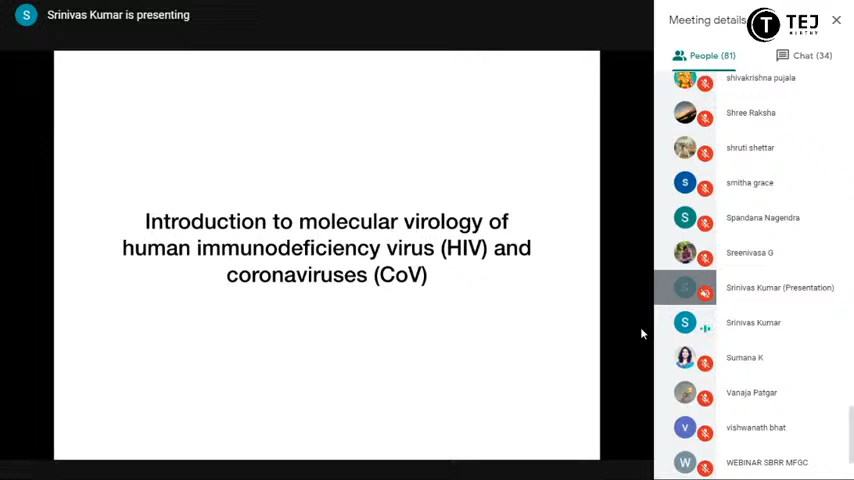 S
Srinivas Kumar is presenting
Introduction to molecular virology of
human immunodeficiency virus (HIV) and
coronaviruses (CoV)
Meeting details
T TEJ
People (81)
Chat (34)
shivakrishna pujala
Shree Raksha
shruti shettar
S smitha grace
S Spandana Nagendra
Sreenivasa G
S Srinivas Kumar (Presentation)
S Srinivas Kumar
Sumana K
Vanaja Patgar
V vishwanath bhat
W WEBINAR SBRR MFGC